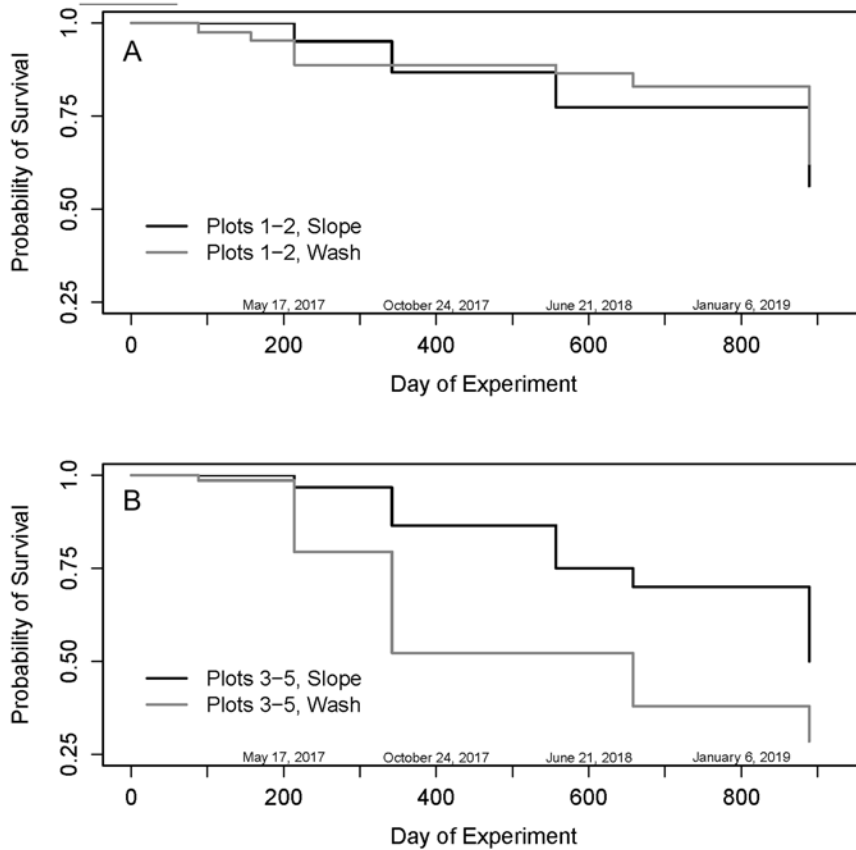 A
Probability of Survival
1.0
0.75
0.50
0.25
Plots 1−2, Slope
Plots 1−2, Wash
May 17, 2017 October 24, 2017 June 21, 2018 January 6, 2019
0 200 400 600 800
Day of Experiment
B
Probability of Survival
1.0
0.75
0.50
0.25
Plots 3−5, Slope
Plots 3−5, Wash
May 17, 2017 October 24, 2017 June 21, 2018 January 6, 2019
0 200 400 600 800
Day of Experiment